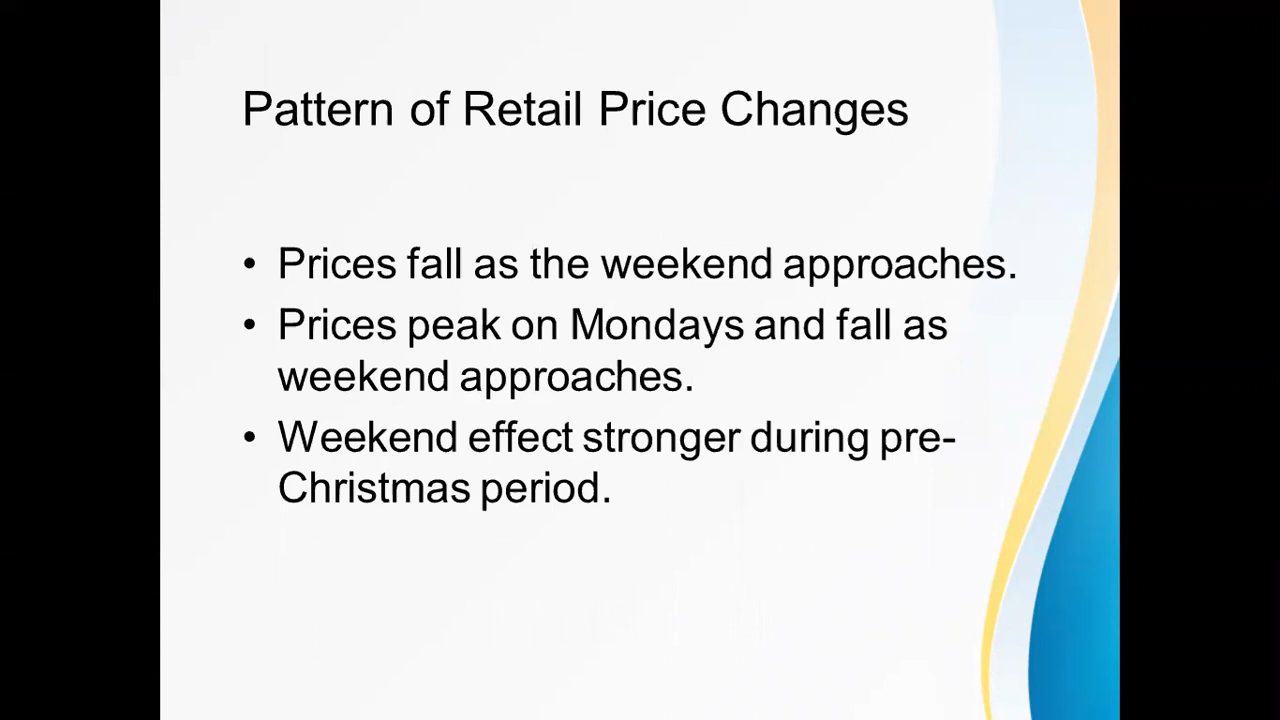 Pattern of Retail Price Changes
• Prices fall as the weekend approaches.
• Prices peak on Mondays and fall as
weekend approaches.
• Weekend effect stronger during pre-
Christmas period.